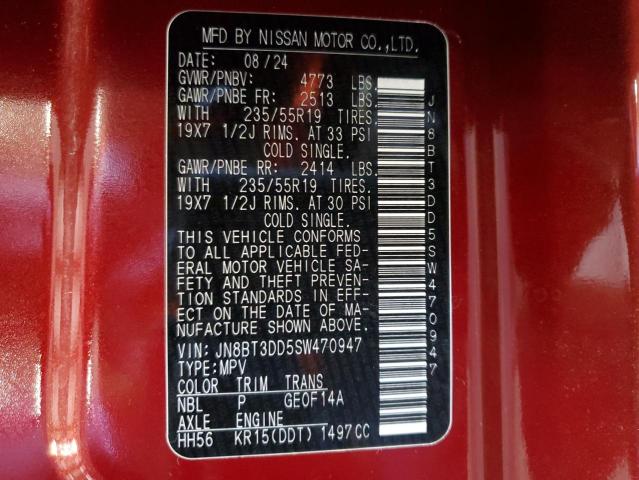 MFD BY NISSAN MOTOR CO.,LTD.
DATE: 08/24
GVWR/PNBV: 4773 LBS.
GAWR/PNBE FR: 2513 LBS.
WITH 235/55R19 TIRES.
19X7 1/2J RIMS. AT 33 PSI
COLD SINGLE.
GAWR/PNBE RR: 2414 LBS.
WITH 235/55R19 TIRES.
19X7 1/2J RIMS. AT 30 PSI
COLD SINGLE.
THIS VEHICLE CONFORMS
TO ALL APPLICABLE FED-
ERAL MOTOR VEHICLE SA-
FETY AND THEFT PREVEN-
TION STANDARDS IN EFF-
ECT ON THE DATE OF MA-
NUFACTURE SHOWN ABOVE.
VIN: JN8BT3DD5SW470947
TYPE:MPV
COLOR TRIM TRANS
NBL P GE0F14A
AXLE ENGINE
HH56 KR15(DDT) 1497CC
JN8BT3DD5SW470947